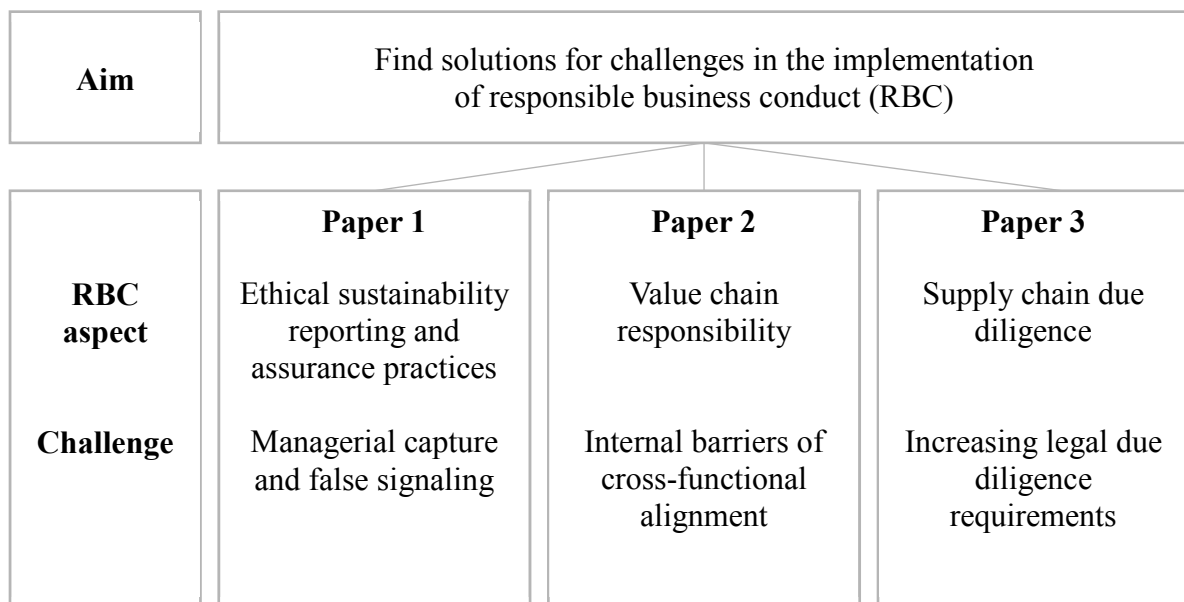 Aim
Find solutions for challenges in the implementation
of responsible business conduct (RBC)
Paper 1
Paper 2
Paper 3
RBC
aspect
Ethical sustainability
reporting and
assurance practices
Value chain
responsibility
Supply chain due
diligence
Challenge
Managerial capture
and false signaling
Internal barriers of
cross-functional
alignment
Increasing legal due
diligence
requirements